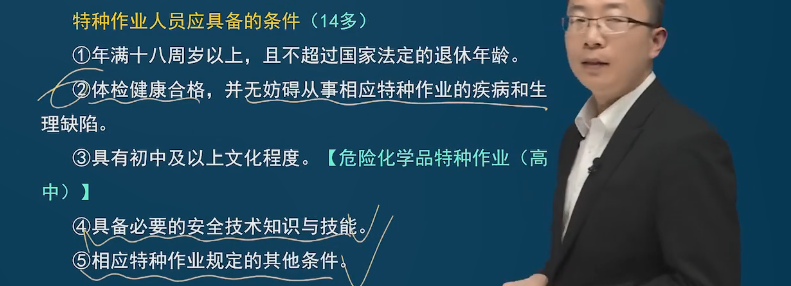 特种作业人员应具备的条件（14多）
①年满十八周岁以上，且不超过国家法定的退休年龄。
②体检健康合格，并无妨碍从事相应特种作业的疾病和生
理缺陷。
③具有初中及以上文化程度。【危险化学品特种作业（高
中）】
④具备必要的安全技术知识与技能。
⑤相应特种作业规定的其他条件。